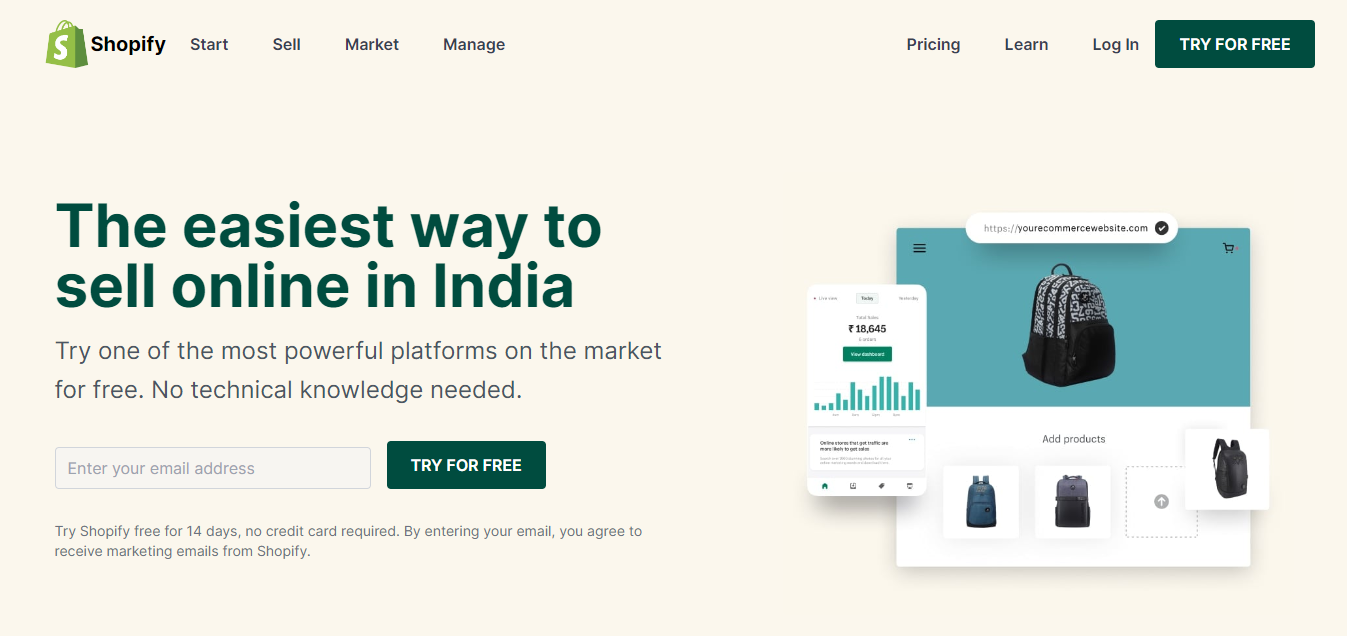 Shopify
Start
Sell
Market
Manage
Pricing
Learn
Log In
TRY FOR FREE
The easiest way to
sell online in India
Try one of the most powerful platforms on the market
for free. No technical knowledge needed.
Enter your email address
TRY FOR FREE
Try Shopify free for 14 days, no credit card required. By entering your email, you agree to
receive marketing emails from Shopify.
https://yourecommercewebsite.com
Live view
Today
Yesterday
Total Sales
₹ 18,645
View dashboard
Online stores that get traffic are
more likely to get sales
Add products